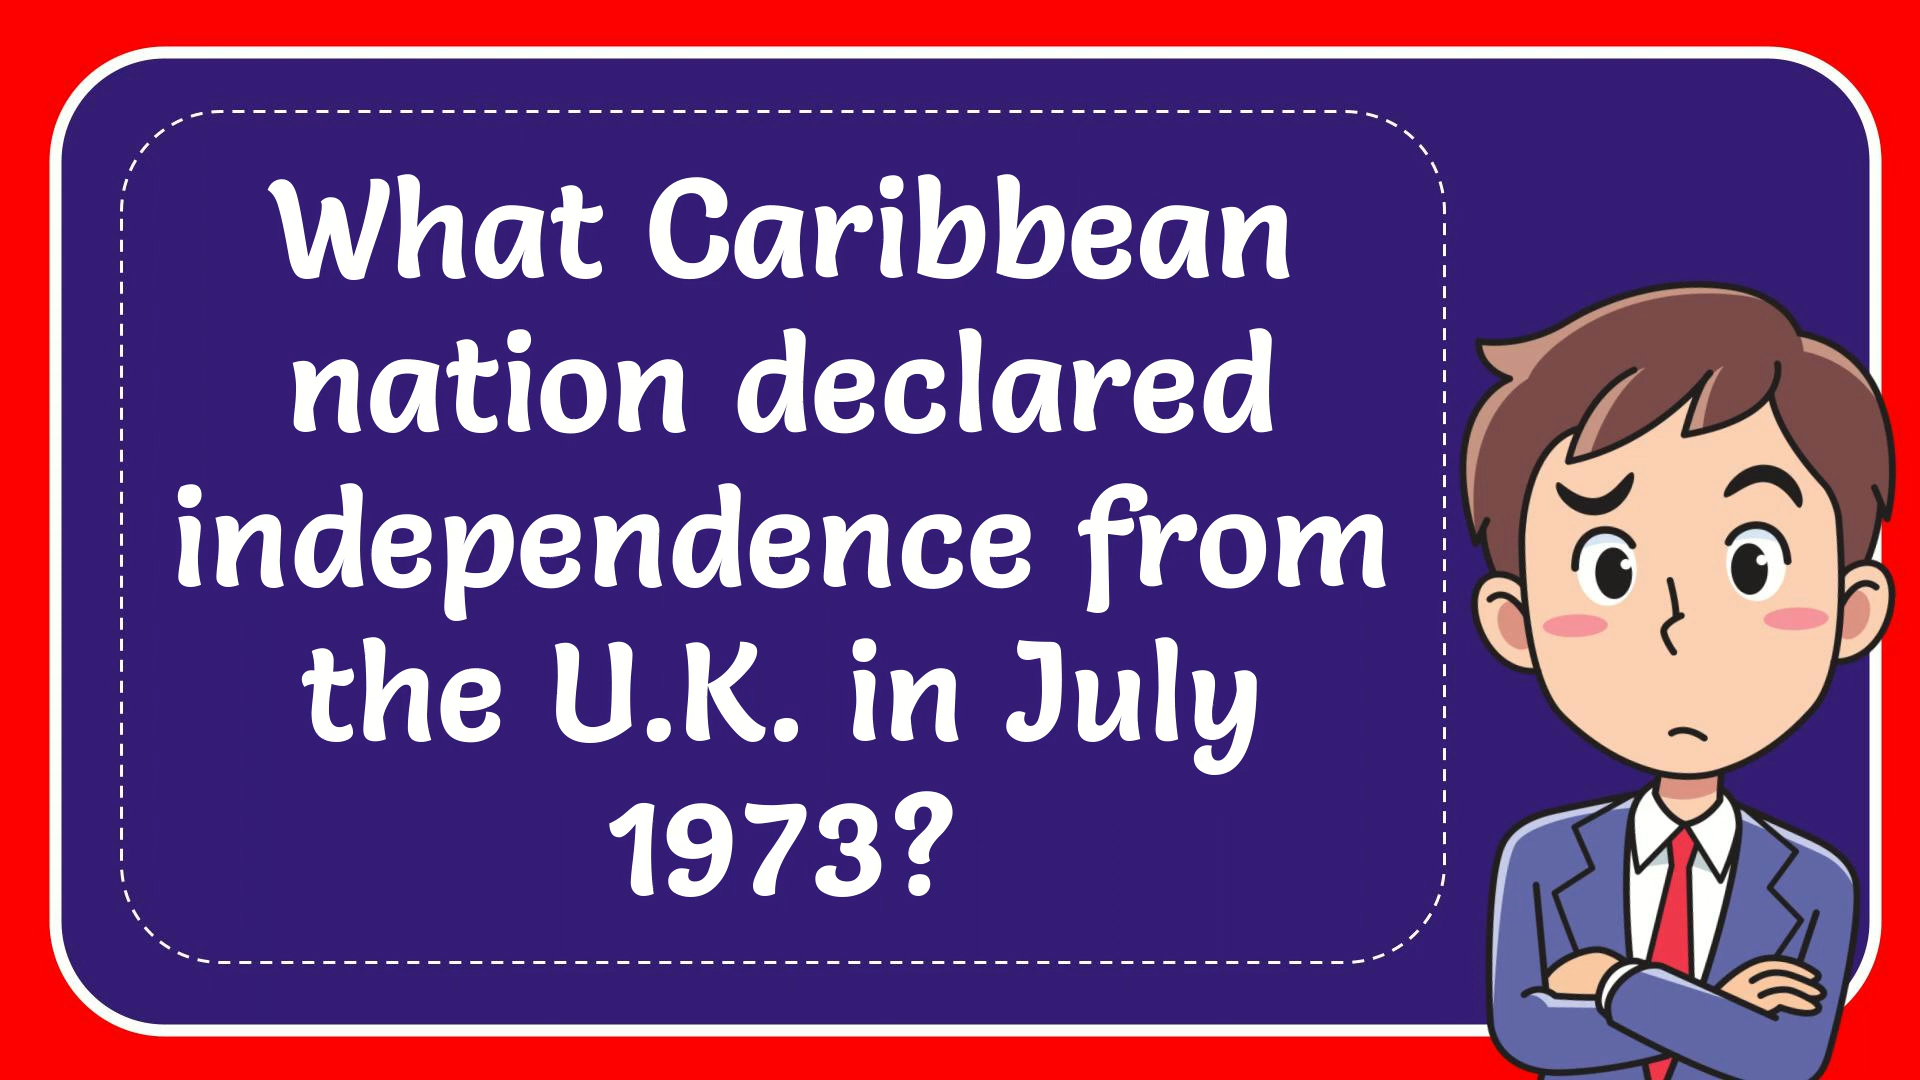 What Caribbean
nation declared
independence from
the U.K. in July
1973?